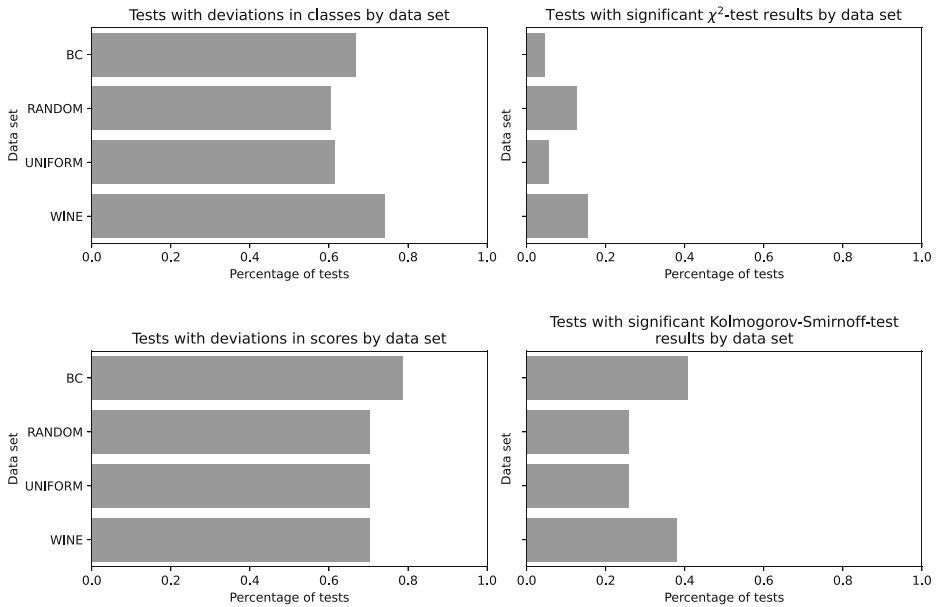 Tests with deviations in classes by data set
BC
RANDOM
UNIFORM
WINE
Data set
0.0 0.2 0.4 0.6 0.8 1.0
Percentage of tests
Tests with significant χ²-test results by data set
Data set
0.0 0.2 0.4 0.6 0.8 1.0
Percentage of tests
Tests with deviations in scores by data set
BC
RANDOM
UNIFORM
WINE
Data set
0.0 0.2 0.4 0.6 0.8 1.0
Percentage of tests
Tests with significant Kolmogorov-Smirnoff-test
results by data set
Data set
0.0 0.2 0.4 0.6 0.8 1.0
Percentage of tests